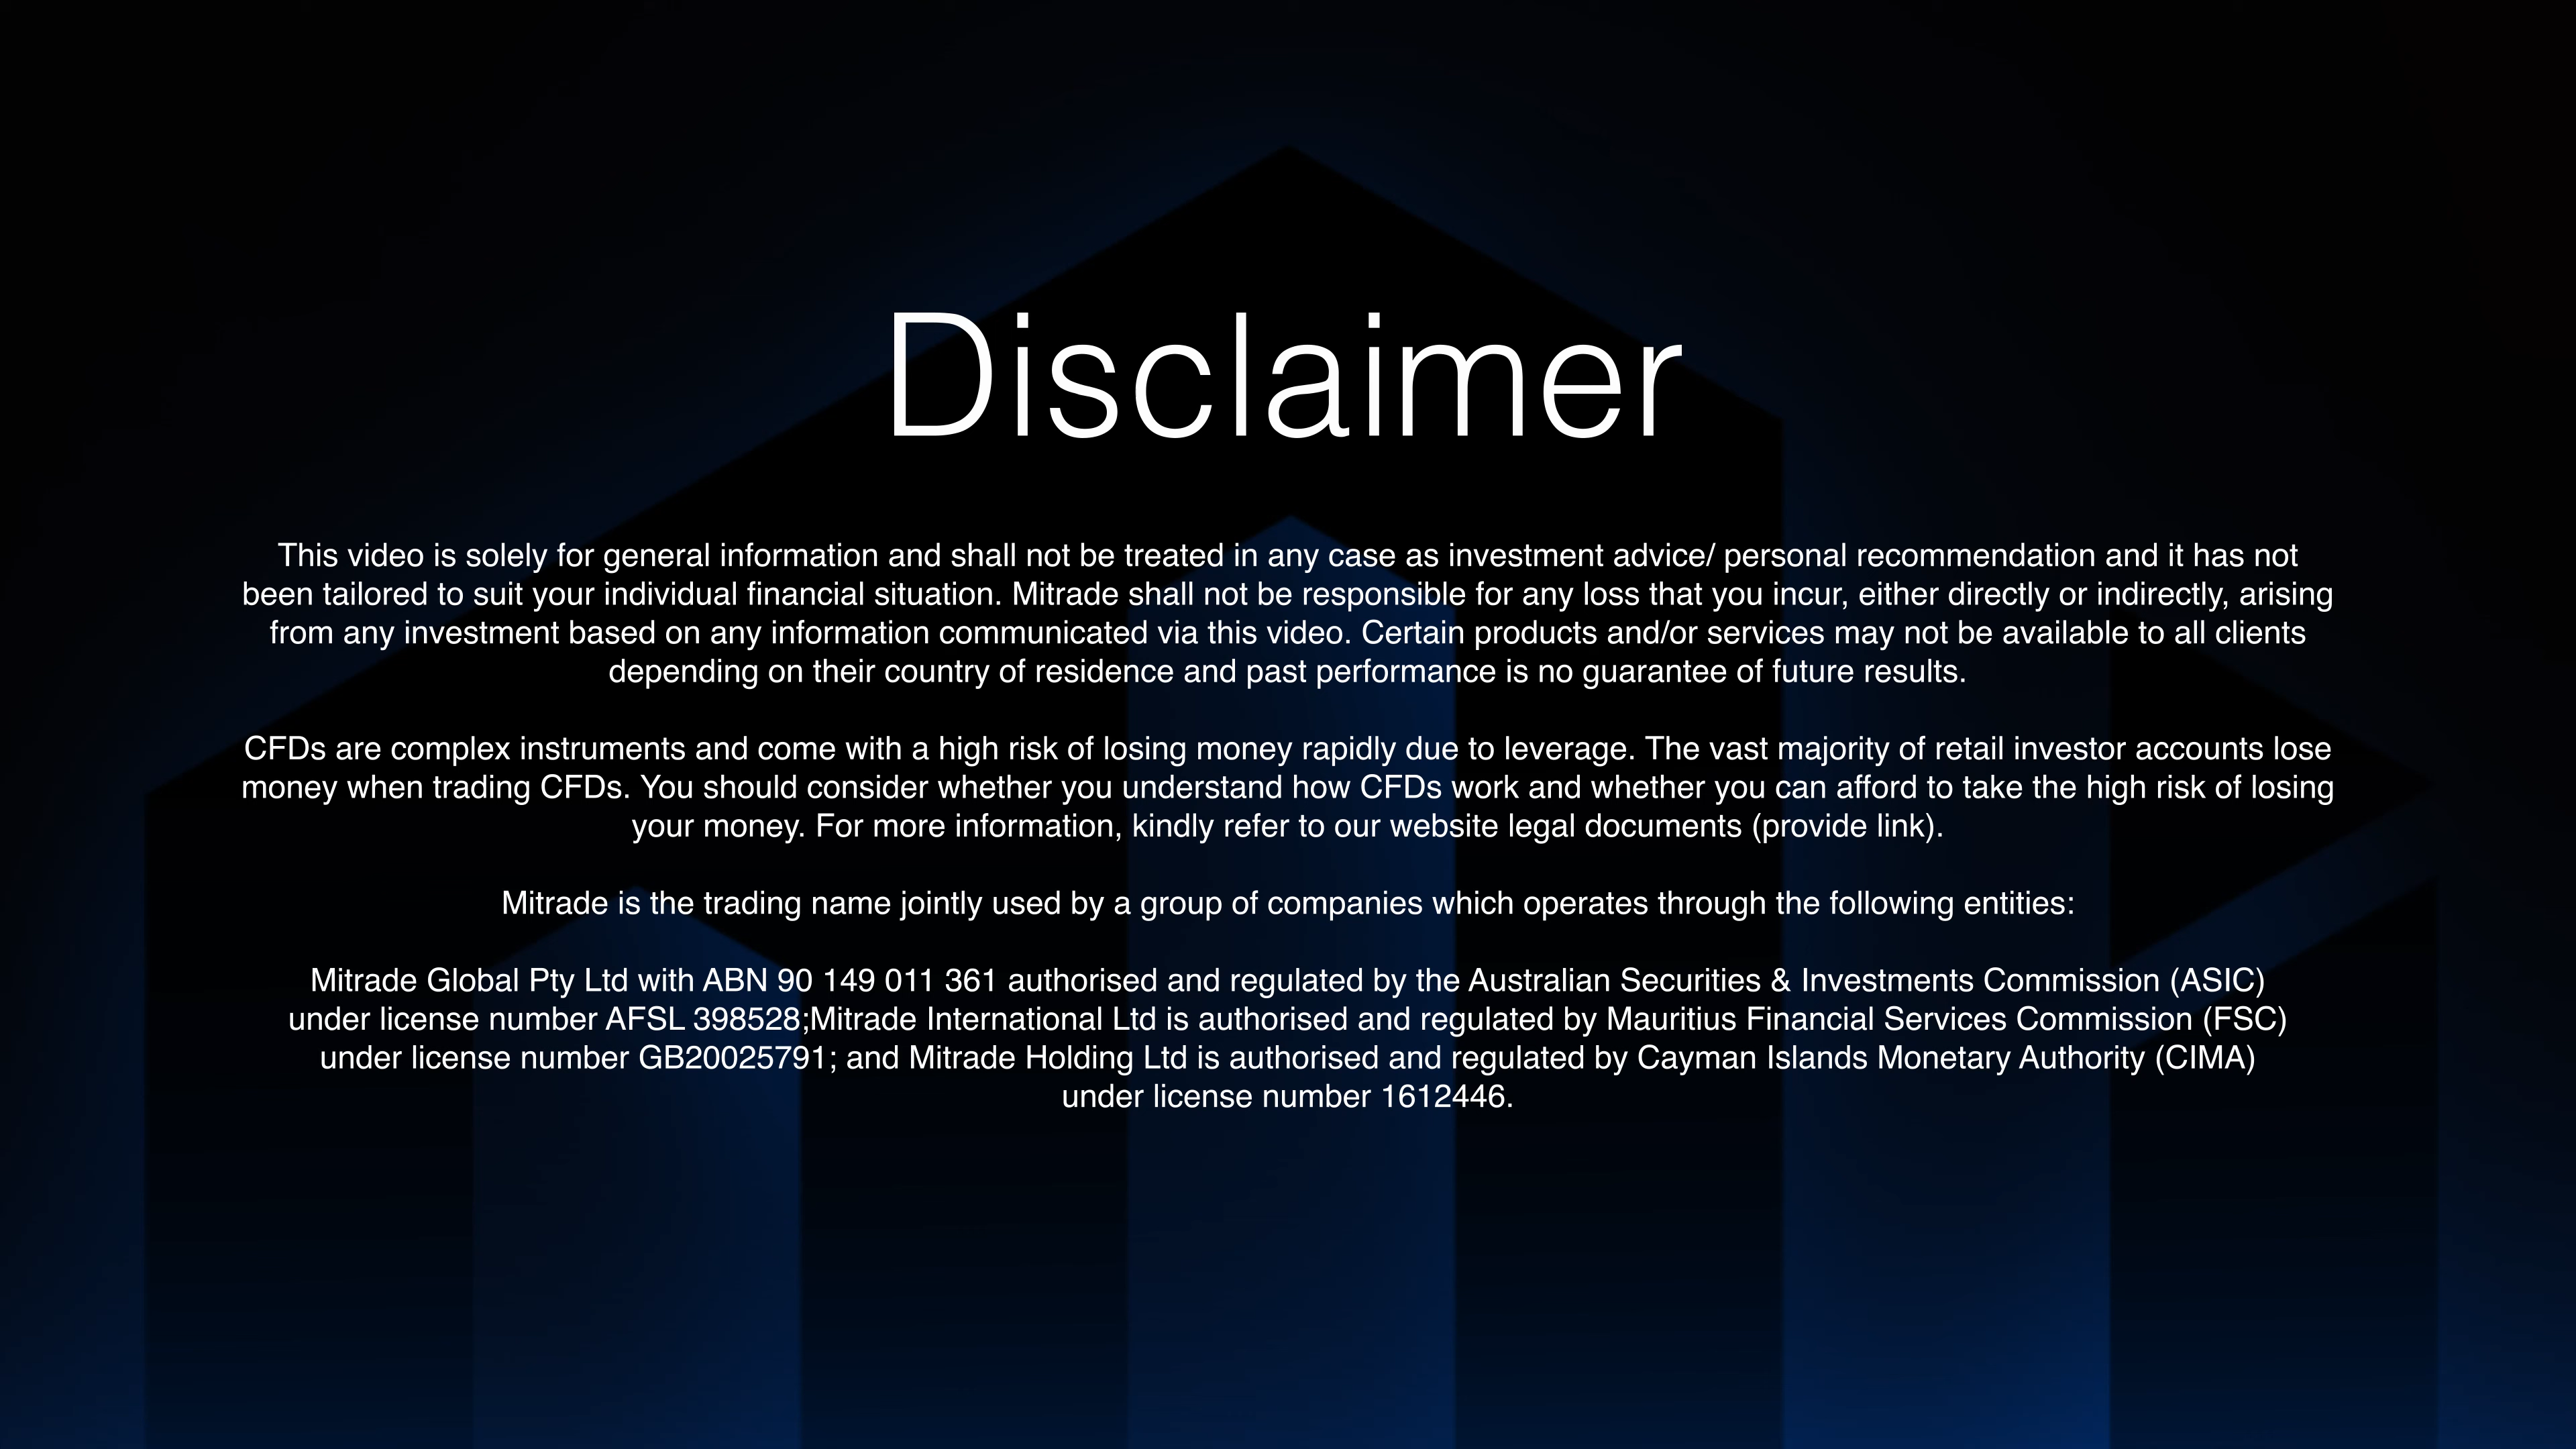 Disclaimer
This video is solely for general information and shall not be treated in any case as investment advice/ personal recommendation and it has not
been tailored to suit your individual financial situation. Mitrade shall not be responsible for any loss that you incur, either directly or indirectly, arising
from any investment based on any information communicated via this video. Certain products and/or services may not be available to all clients
depending on their country of residence and past performance is no guarantee of future results.
CFDs are complex instruments and come with a high risk of losing money rapidly due to leverage. The vast majority of retail investor accounts lose
money when trading CFDs. You should consider whether you understand how CFDs work and whether you can afford to take the high risk of losing
your money. For more information, kindly refer to our website legal documents (provide link).
Mitrade is the trading name jointly used by a group of companies which operates through the following entities:
Mitrade Global Pty Ltd with ABN 90 149 011 361 authorised and regulated by the Australian Securities & Investments Commission (ASIC)
under license number AFSL 398528;Mitrade International Ltd is authorised and regulated by Mauritius Financial Services Commission (FSC)
under license number GB20025791; and Mitrade Holding Ltd is authorised and regulated by Cayman Islands Monetary Authority (CIMA)
under license number 1612446.